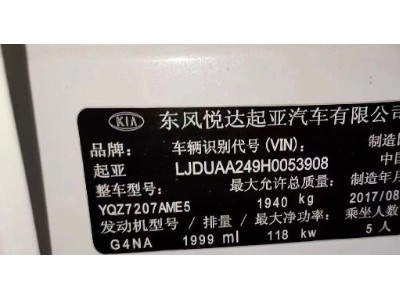 KIA 东风悦达起亚汽车有限公司
品牌: 车辆识别代号(VIN): 制造国
起亚 LJDUAA249H0053908 中国
整车型号: 最大允许总质量: 制造年月
YQZ7207AME5 1940 kg 2017/08
发动机型号 / 排量 / 最大净功率: 乘坐人数
G4NA 1999 ml 118 kw 5 人